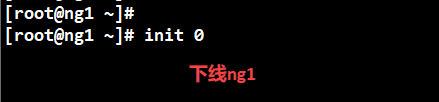 [root@ng1 ~]#
[root@ng1 ~]# init 0
下线ng1